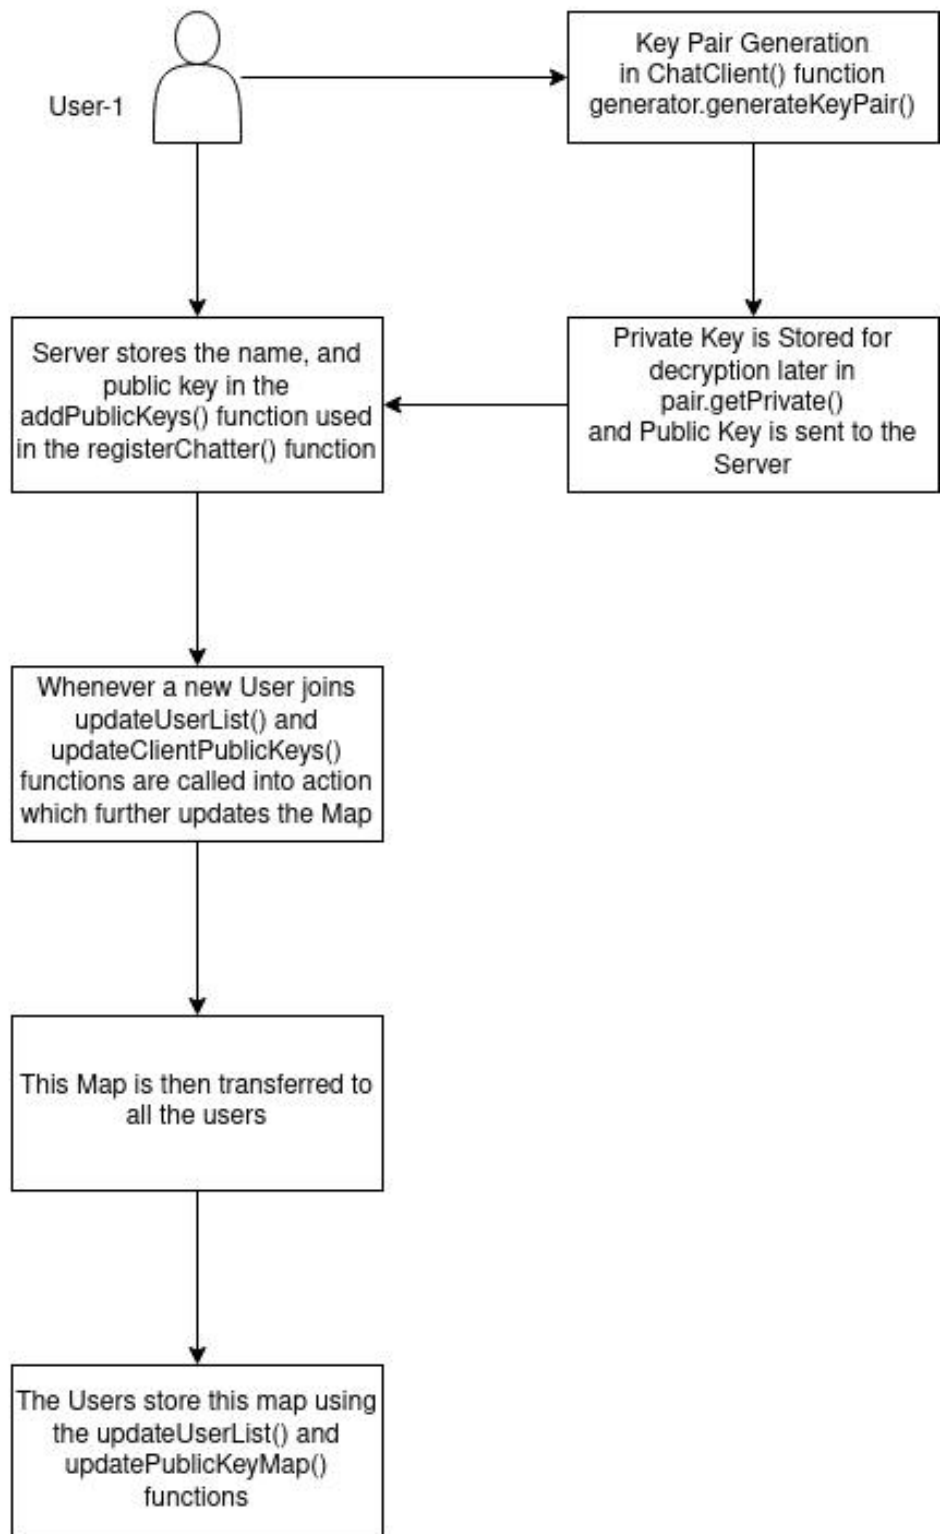 User-1
Key Pair Generation
in ChatClient() function
generator.generateKeyPair()
Server stores the name, and
public key in the
addPublicKeys() function used
in the registerChatter() function
Private Key is Stored for
decryption later in
pair.getPrivate()
and Public Key is sent to the
Server
Whenever a new User joins
updateUserList() and
updateClientPublicKeys()
functions are called into action
which further updates the Map
This Map is then transferred to
all the users
The Users store this map using
the updateUserList() and
updatePublicKeyMap()
functions